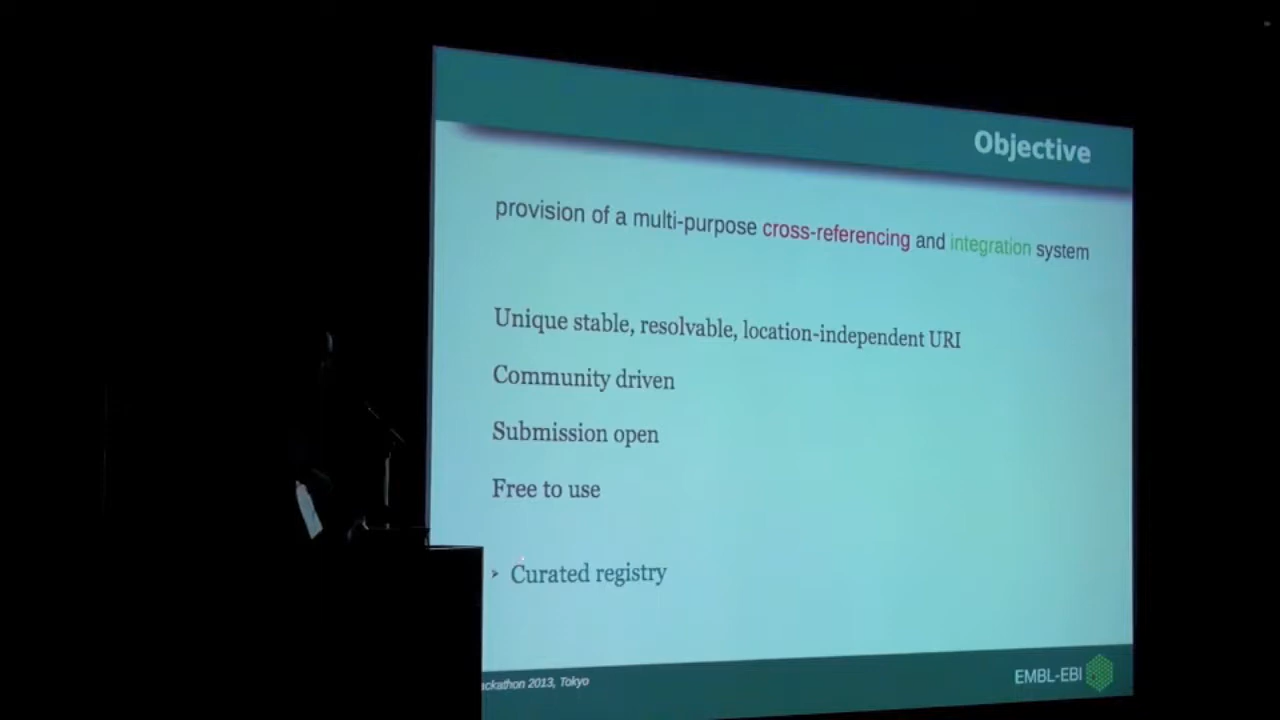 Objective
provision of a multi-purpose cross-referencing and integration system
Unique stable, resolvable, location-independent URI
Community driven
Submission open
Free to use
➢ Curated registry
2013, Tokyo
EMBL-EBI